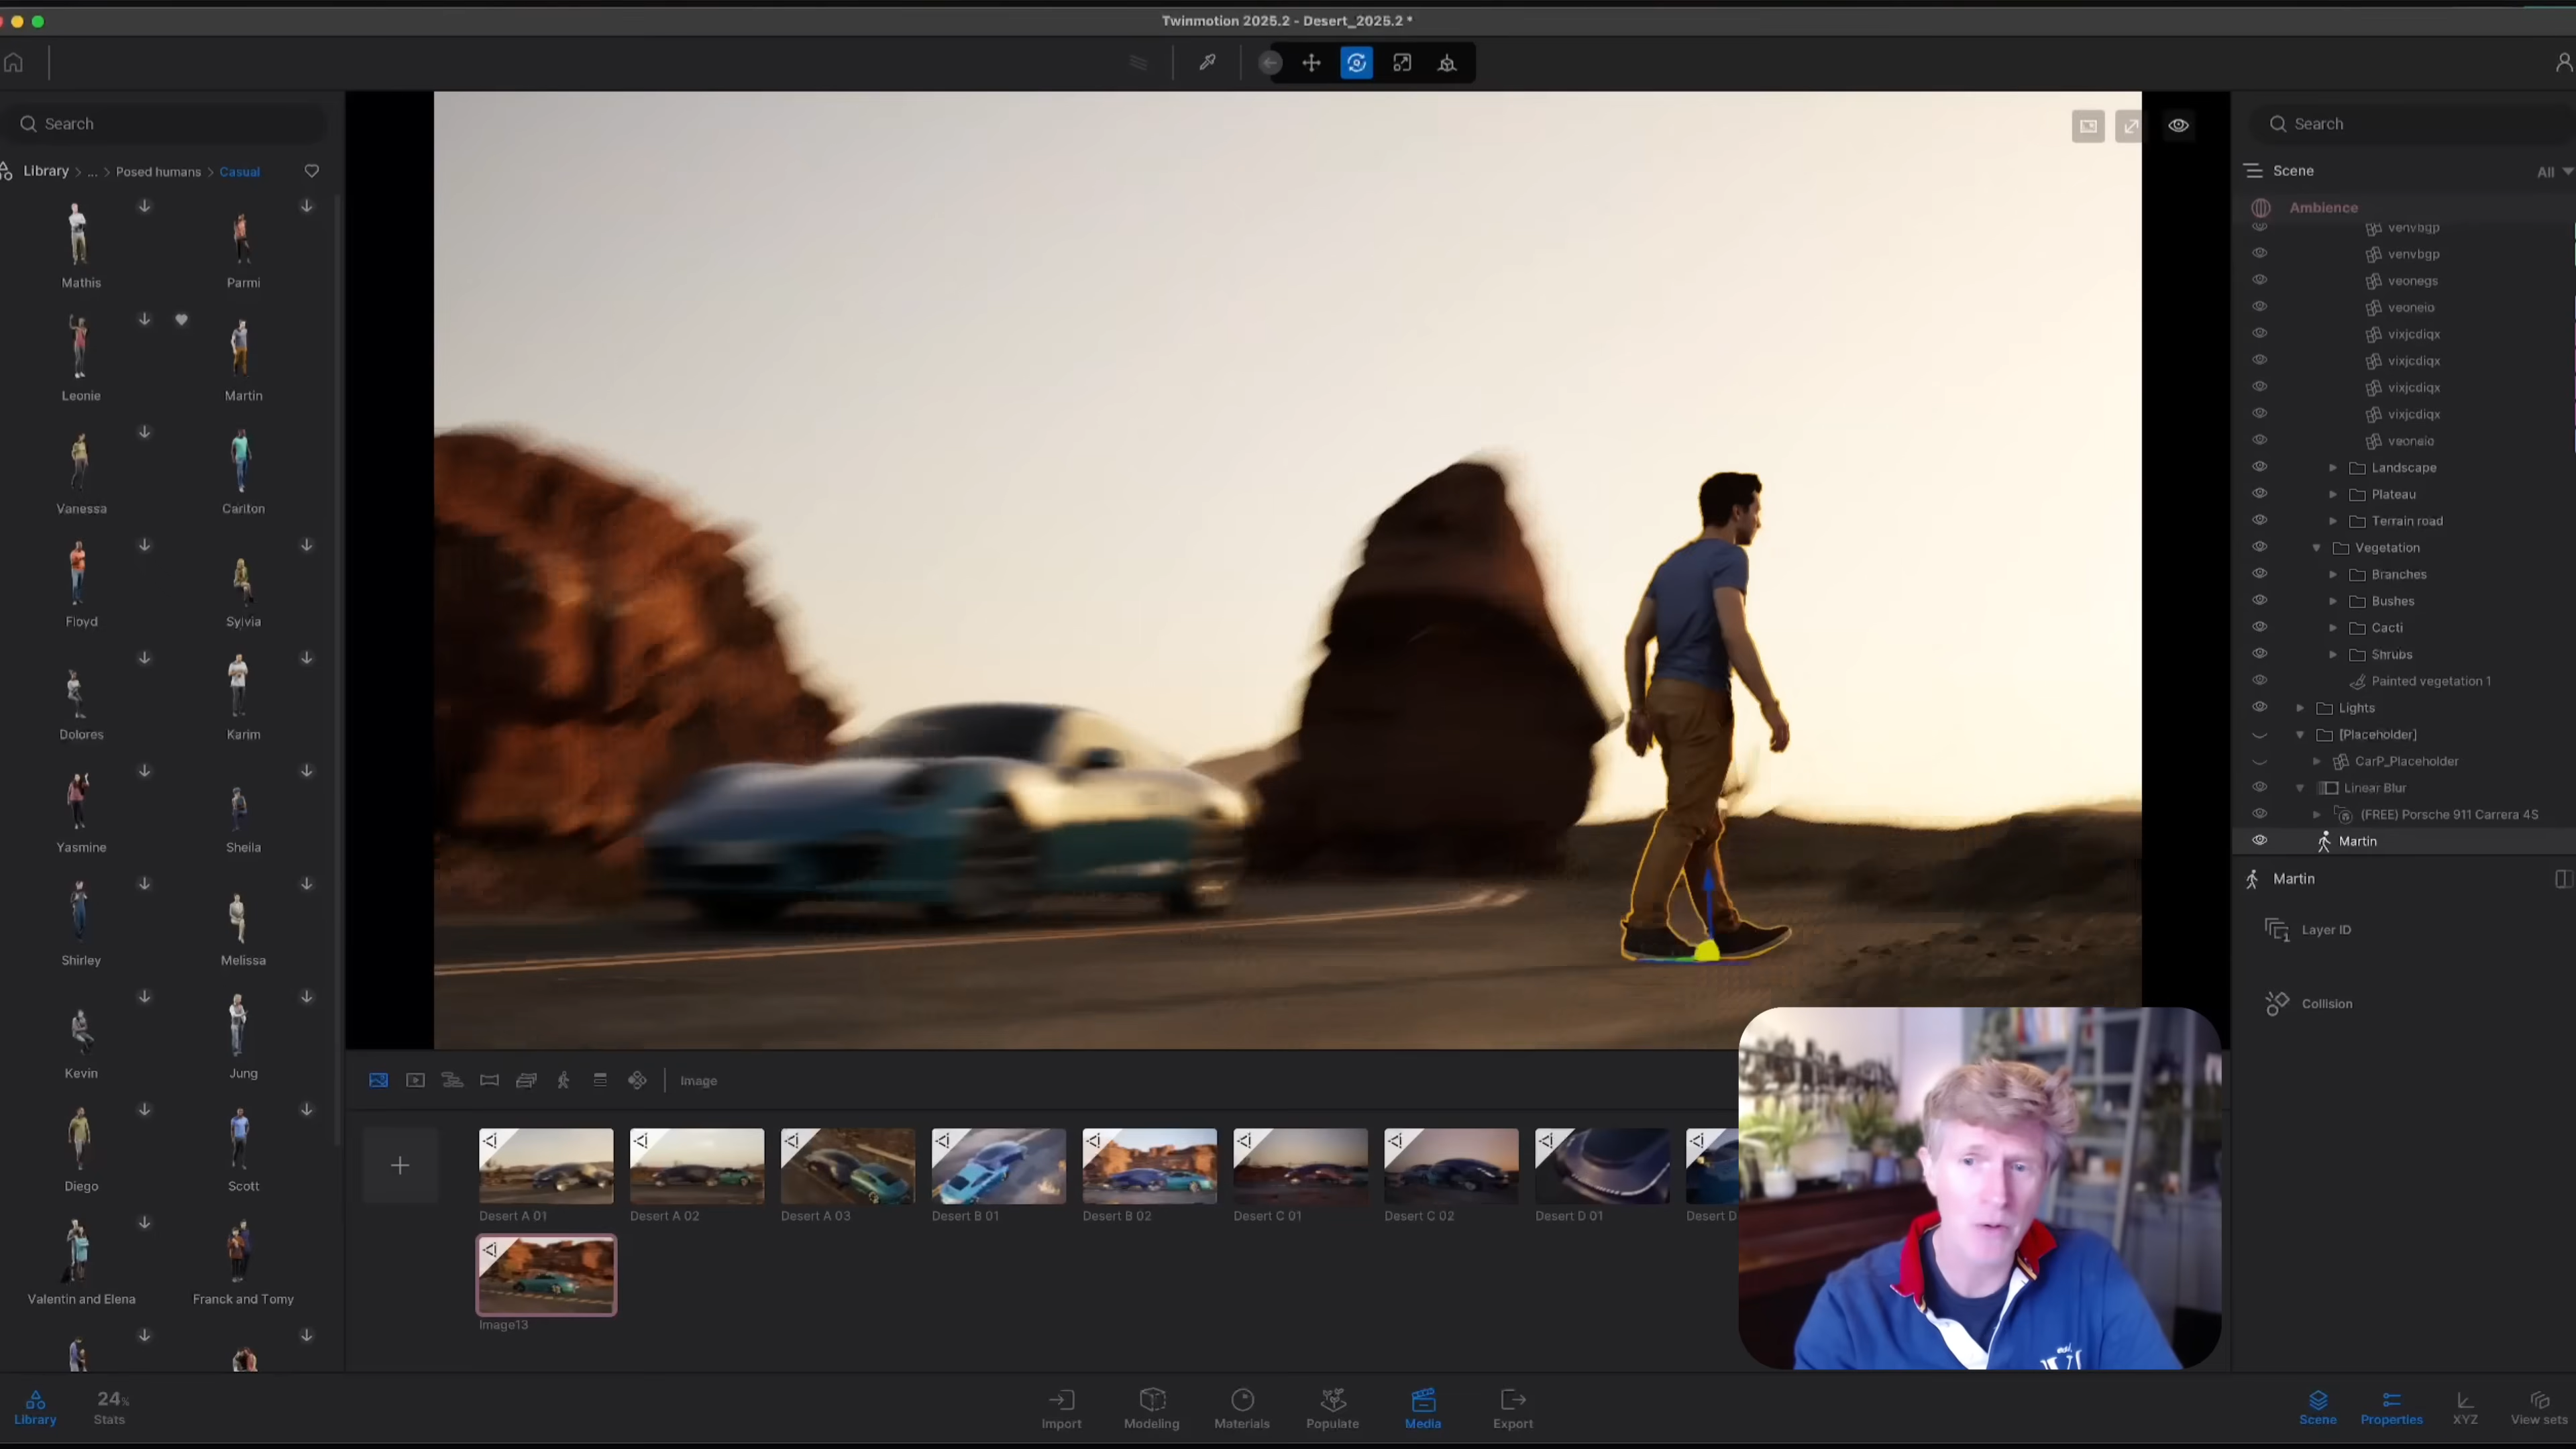 Twinmotion 2025.2 - Desert_2025.2 *
Search
Library > ... > Posed humans > Casual
Mathis
Parmi
Leonie
Martin
Vanessa
Carlton
Floyd
Sylvia
Dolores
Karim
Yasmine
Sheila
Shirley
Melissa
Kevin
Jung
Diego
Scott
Valentin and Elena
Franck and Tomy
Library
24%
Stats
Image
Desert A 01
Desert A 02
Desert A 03
Desert B 01
Desert B 02
Desert C 01
Desert C 02
Desert D 01
Desert D
Image13
Import
Modeling
Materials
Populate
Media
Export
Search
Scene
All
Ambience
venvbgp
venvbgp
veonegs
veoneio
vixjcdiqx
vixjcdiqx
vixjcdiqx
vixjcdiqx
veoneio
Landscape
Plateau
Terrain road
Vegetation
Branches
Bushes
Cacti
Shrubs
Painted vegetation 1
Lights
[Placeholder]
CarP_Placeholder
Linear Blur
(FREE) Porsche 911 Carrera 4S
Martin
Martin
Layer ID
Collision
Scene
Properties
XYZ
View sets